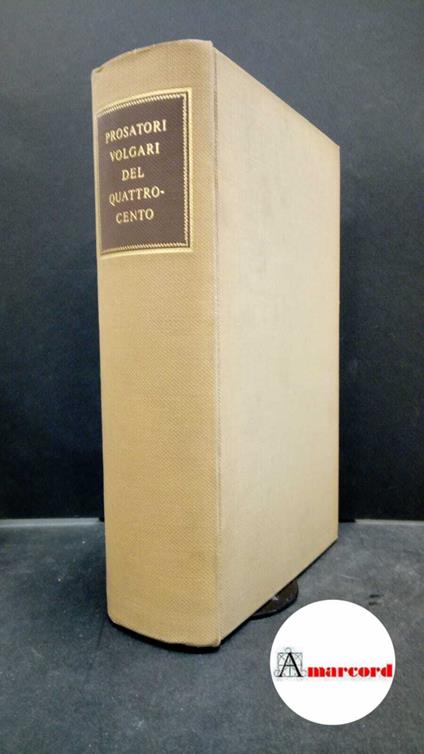 PROSATORI
VOLGARI
DEL
QUATTRO-
CENTO
Amarcord